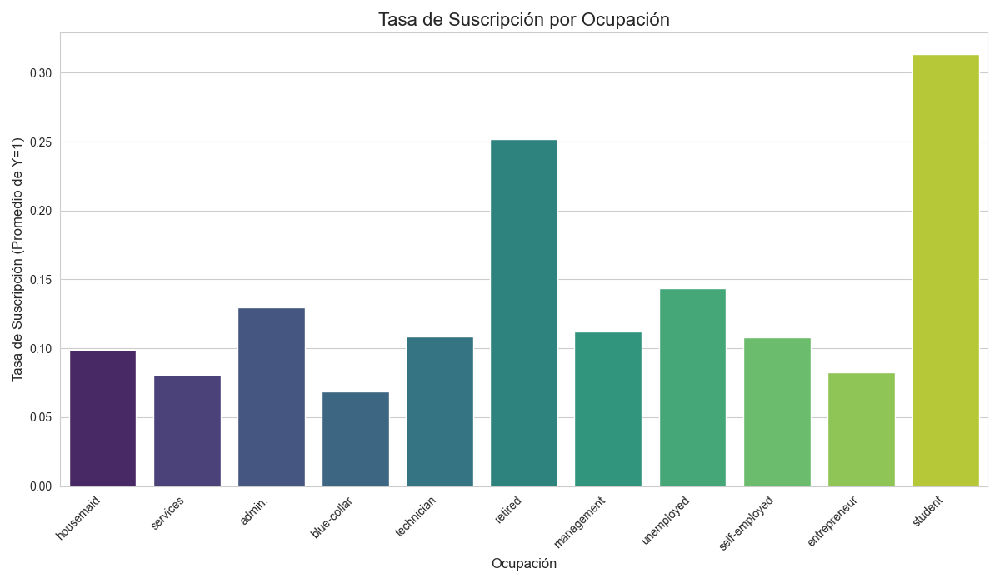 Tasa de Suscripción por Ocupación
Tasa de Suscripción (Promedio de Y=1)
0.30
0.25
0.20
0.15
0.10
0.05
0.00
housemaid
services
admin.
blue-collar
technician
retired
management
unemployed
self-employed
entrepreneur
student
Ocupación